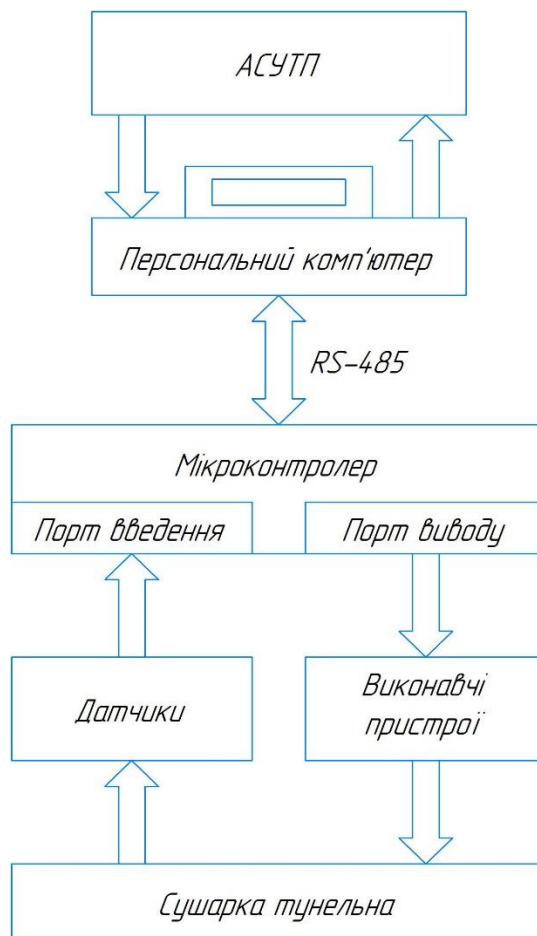 АСУТП
Персональний комп'ютер
RS-485
Мікроконтролер
Порт введення
Порт виводу
Датчики
Виконавчі
пристрої
Сушарка тунельна